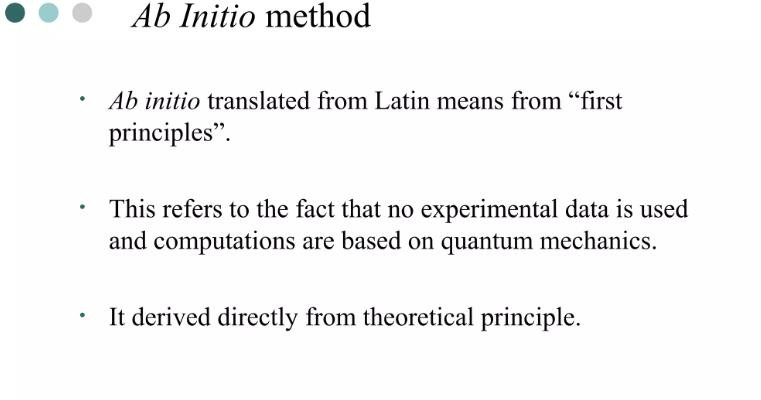 Ab Initio method
• Ab initio translated from Latin means from “first
principles”.
• This refers to the fact that no experimental data is used
and computations are based on quantum mechanics.
• It derived directly from theoretical principle.